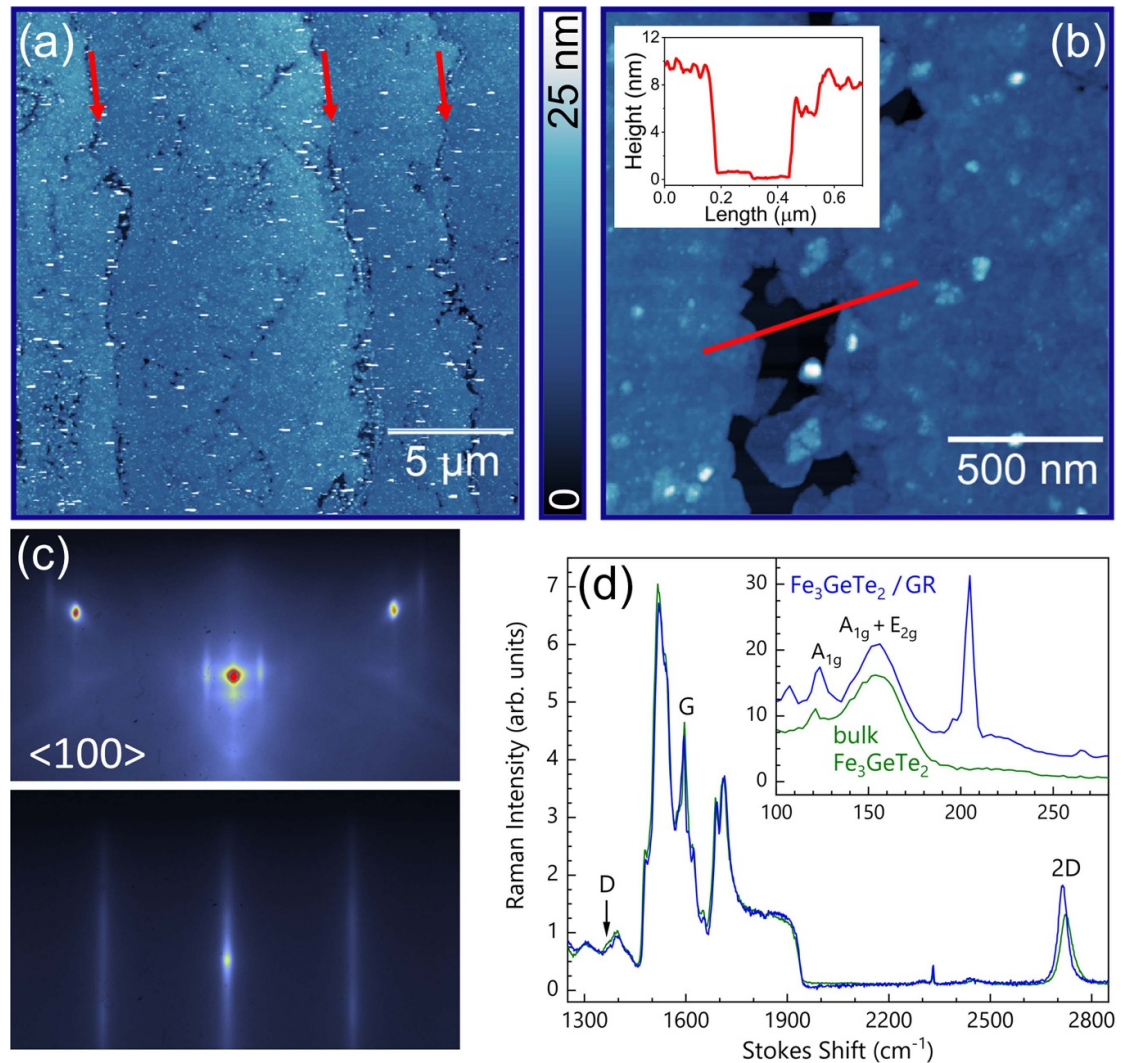 (a)
5 μm
25 nm
0
(b)
12
8
4
0
Height (nm)
0.0
0.2
0.4
0.6
Length (μm)
500 nm
(c)
<100>
(d)
7
6
5
4
3
2
1
0
Raman Intensity (arb. units)
D
G
2D
1300
1600
1900
2200
2500
2800
Stokes Shift (cm⁻¹)
30
20
10
0
Fe₃GeTe₂ / GR
A₁g + E₂g
A₁g
bulk
Fe₃GeTe₂
100
150
200
250